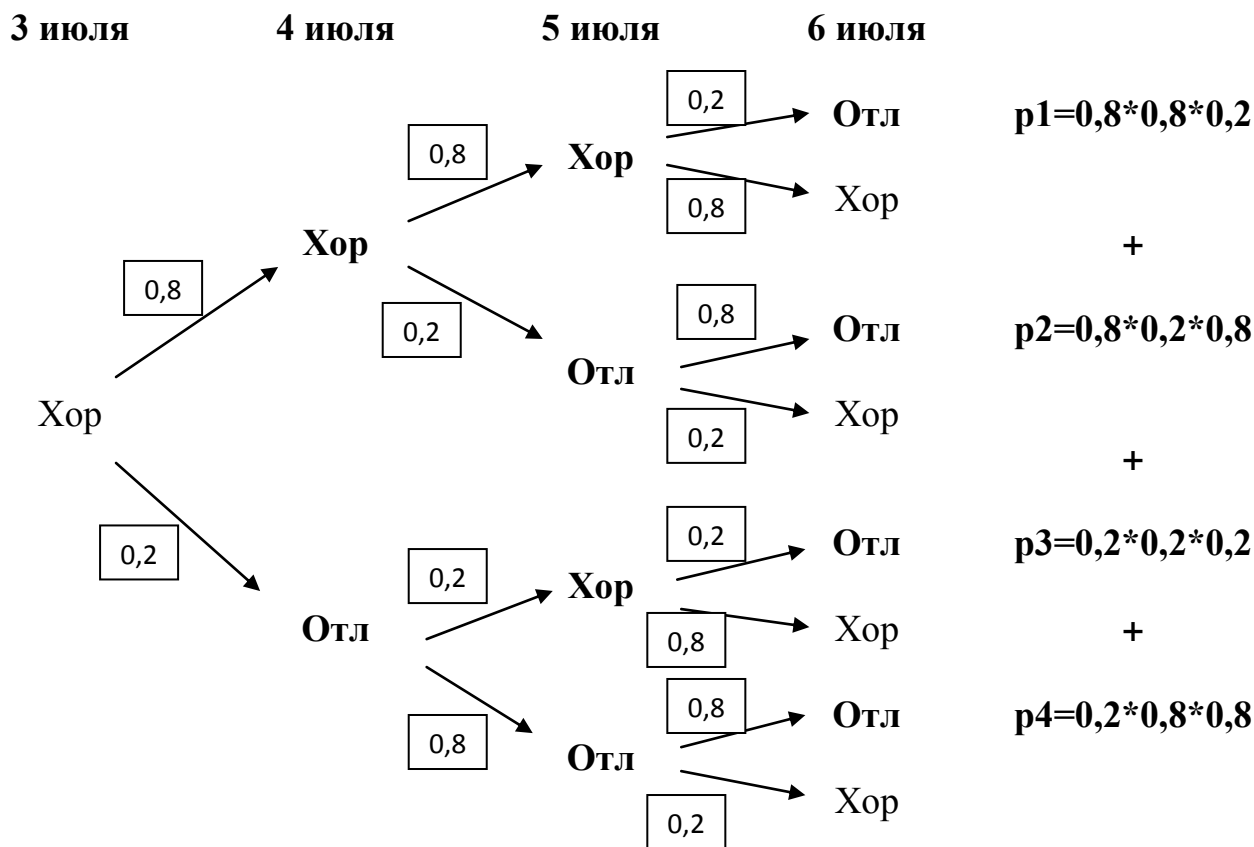 3 июля 4 июля 5 июля 6 июля
0,2
Отл p1=0,8*0,8*0,2
0,8
Хор
0,8
Хор
Хор
+
0,8
0,8
0,2
Отл p2=0,8*0,2*0,8
Отл
Хор
Хор
0,2
+
0,2
0,2
Отл p3=0,2*0,2*0,2
0,2
Хор
Отл
Хор
+
0,8
0,8
Отл p4=0,2*0,8*0,8
0,8
Отл
Хор
0,2